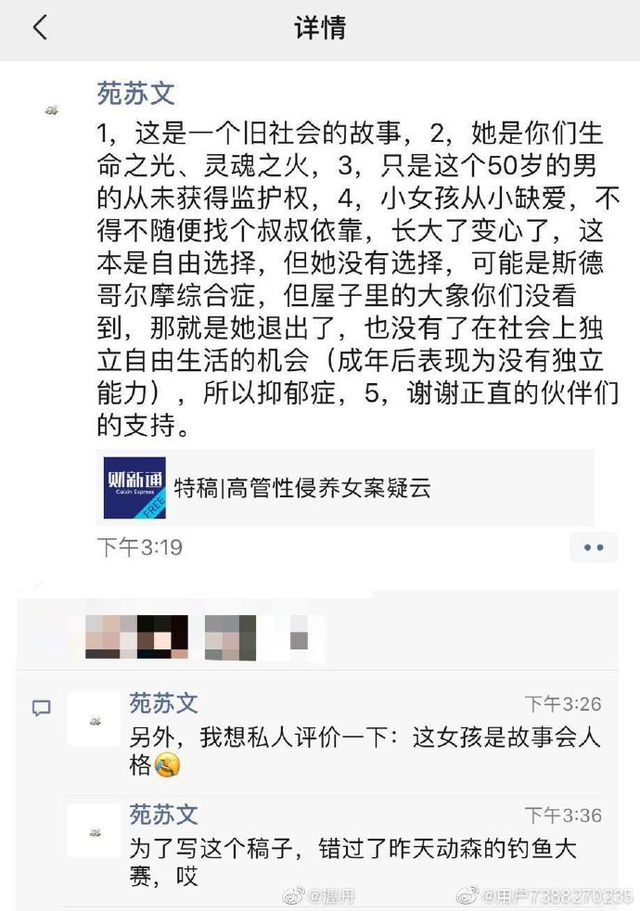 详情
苑苏文
1，这是一个旧社会的故事，2，她是你们生
命之光、灵魂之火，3，只是这个50岁的男
的从未获得监护权，4，小女孩从小缺爱，不
得不随便找个叔叔依靠，长大了变心了，这
本是自由选择，但她没有选择，可能是斯德
哥尔摩综合症，但屋子里的大象你们没看
到，那就是她退出了，也没有了在社会上独
立自由生活的机会（成年后表现为没有独立
能力），所以抑郁症，5，谢谢正直的伙伴们
的支持。
财新通
Caixin Express
FREE
特稿|高管性侵养女案疑云
下午3:19
苑苏文
下午3:26
另外，我想私人评价一下：这女孩是故事会人
格😂
苑苏文
下午3:36
为了写这个稿子，错过了昨天动森的钓鱼大
赛，哎
@渥丹
@用户7388270235